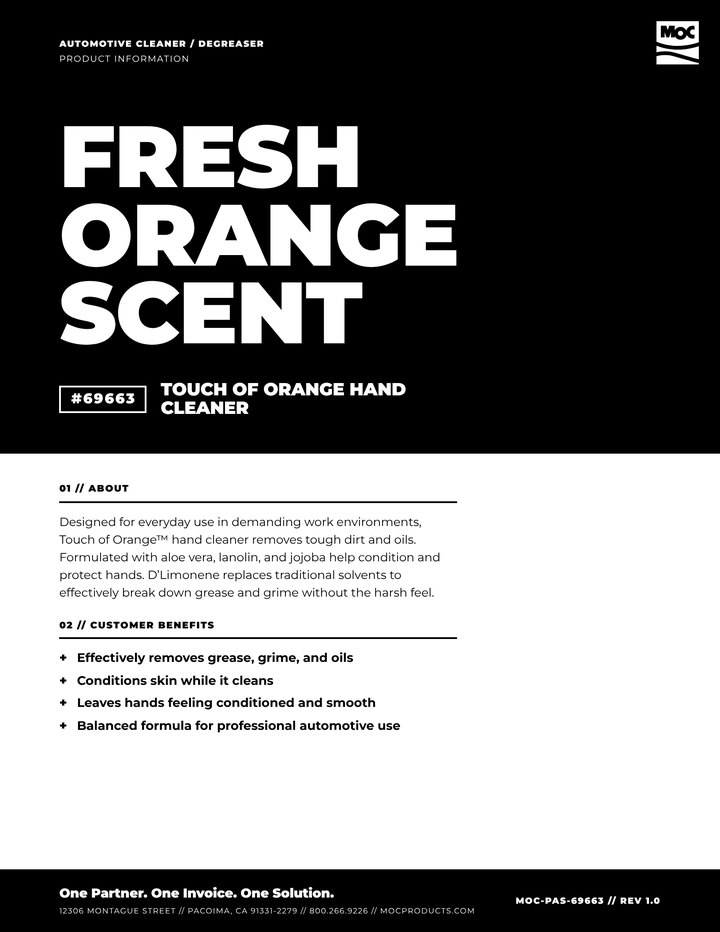 AUTOMOTIVE CLEANER / DEGREASER
PRODUCT INFORMATION
MOC
FRESH
ORANGE
SCENT
#69663
TOUCH OF ORANGE HAND
CLEANER
01 // ABOUT
Designed for everyday use in demanding work environments,
Touch of Orange™ hand cleaner removes tough dirt and oils.
Formulated with aloe vera, lanolin, and jojoba help condition and
protect hands. D’Limonene replaces traditional solvents to
effectively break down grease and grime without the harsh feel.
02 // CUSTOMER BENEFITS
+ Effectively removes grease, grime, and oils
+ Conditions skin while it cleans
+ Leaves hands feeling conditioned and smooth
+ Balanced formula for professional automotive use
One Partner. One Invoice. One Solution.
12306 MONTAGUE STREET // PACOIMA, CA 91331-2279 // 800.266.9226 // MOCPRODUCTS.COM
MOC-PAS-69663 // REV 1.0